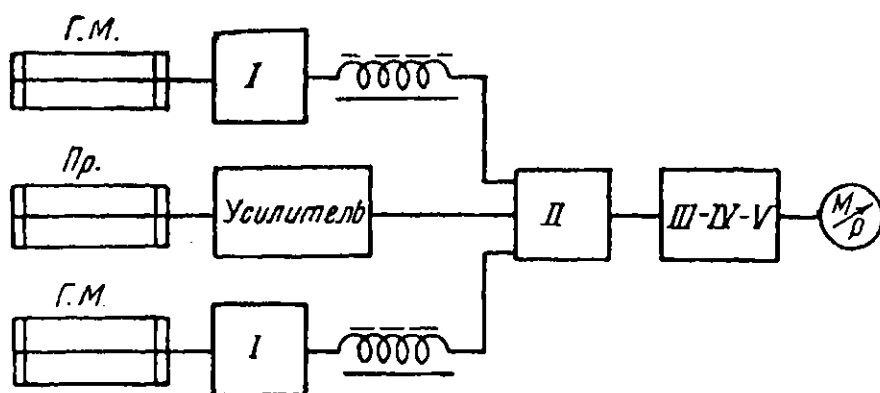 Г.М.
I
Пр.
Усилитель
II
III-IV-V
М/р
Г.М.
I